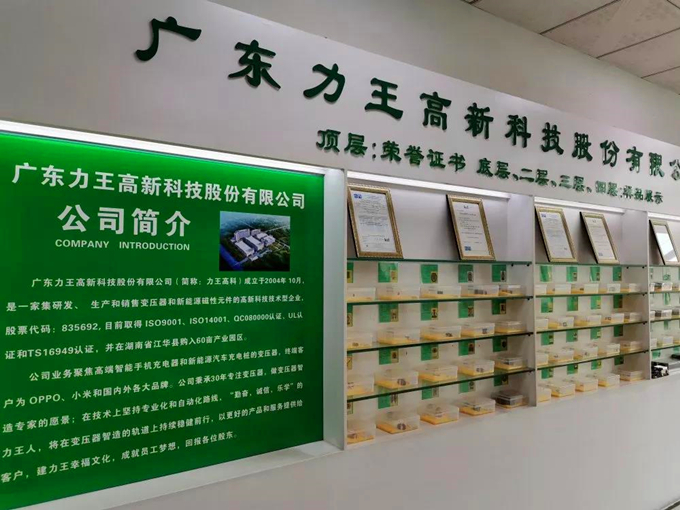 广东力王高新科技股份有限公
顶层:荣誉证书 底层、二层、三层、四层:样品展示
广东力王高新科技股份有限公司
公司简介
COMPANY INTRODUCTION
广东力王高新科技股份有限公司(简称:力王高科)成立于2004年10月,
是一家集研发、生产和销售变压器和新能源磁性元件的高新科技技术型企业,
股票代码:835692,目前取得ISO9001、ISO14001、QC080000认证、UL认
证和TS16949认证,并在湖南省江华县购入60亩产业园区。
公司业务聚焦高端智能手机充电器和新能源汽车充电桩的变压器,终端客
户为OPPO、小米和国内外各大品牌。公司秉承30年专注变压器,做变压器智
造专家的愿景;在技术上坚持专业化和自动化路线,“勤奋,诚信,乐学”的
力王人,将在变压器智造的轨道上持续稳健前行,以更好的产品和服务提供给
客户,建力王幸福文化,成就员工梦想,回报各位股东。